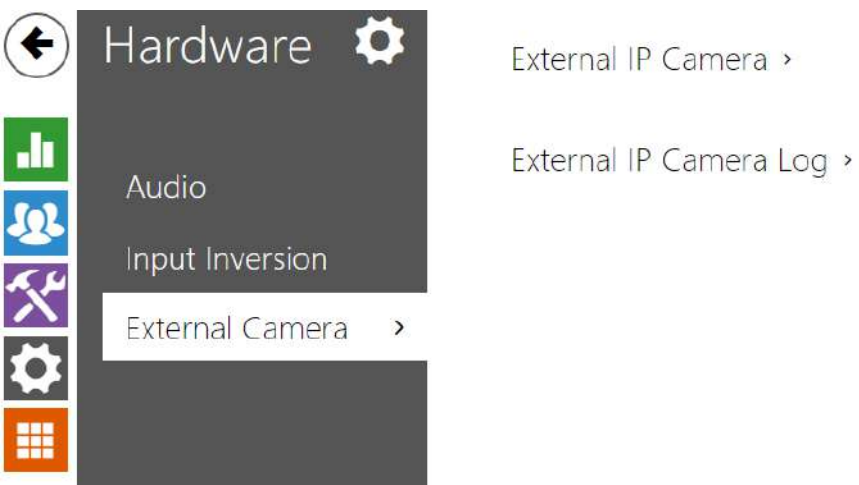 Hardware
Audio
Input Inversion
External Camera ›
External IP Camera ›
External IP Camera Log ›